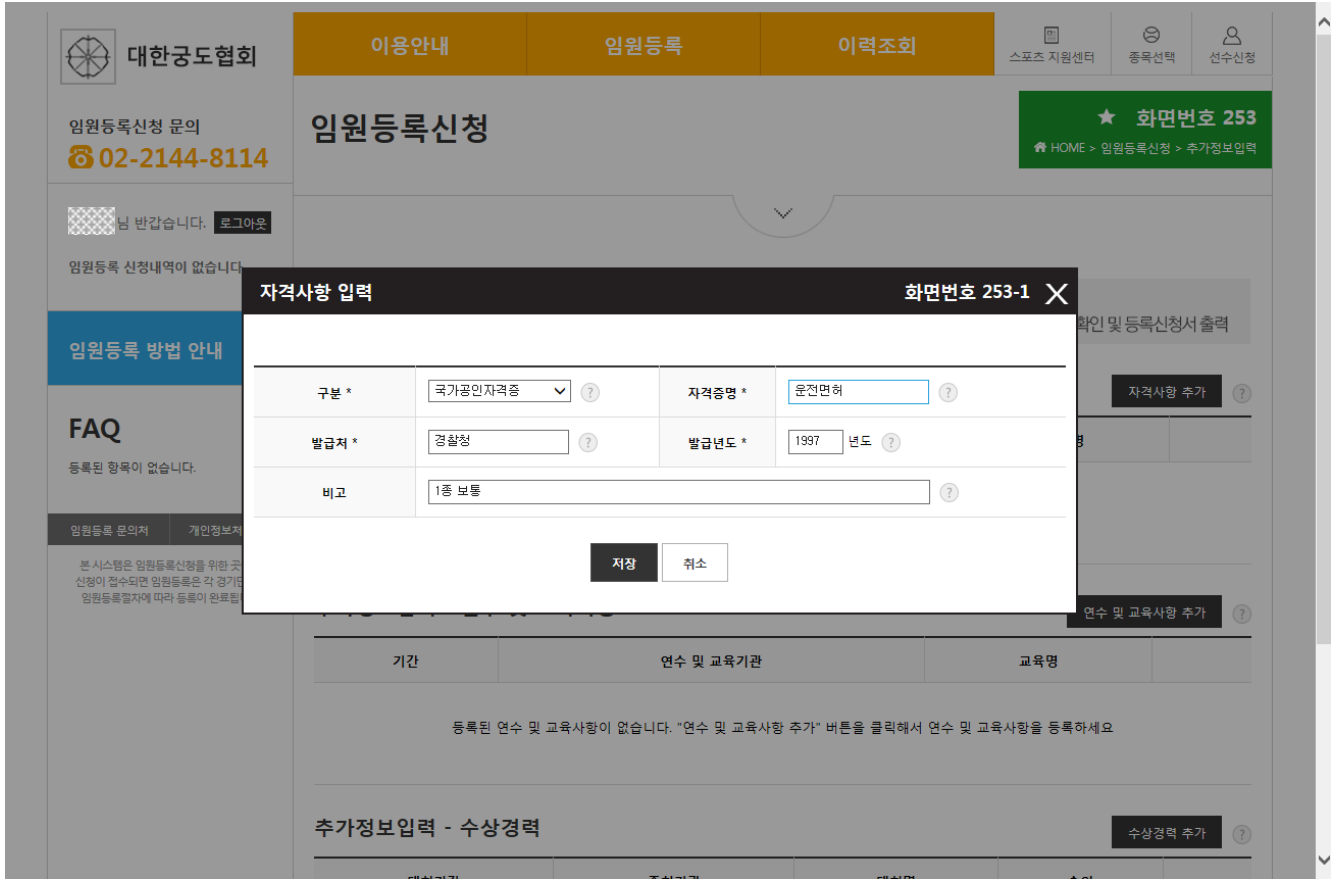 대한궁도협회
이용안내
임원등록
이력조회
스포츠 지원센터
종목선택
선수신청
임원등록신청 문의
02-2144-8114
임원등록신청
화면번호 253
HOME > 임원등록신청 > 추가정보입력
님 반갑습니다. 로그아웃
임원등록 신청내역이 없습니다
자격사항 입력
화면번호 253-1
확인 및 등록신청서 출력
임원등록 방법 안내
구분 *
국가공인자격증
?
자격증명 *
운전면허
?
자격사항 추가
?
FAQ
발급처 *
경찰청
?
발급년도 *
1997
년도
?
명
등록된 항목이 없습니다.
비고
1종 보통
?
임원등록 문의처
개인정보처
저장
취소
본 시스템은 임원등록신청을 위한 곳
신청이 접수되면 임원등록은 각 경기단
임원등록절차에 따라 등록이 완료됩
연수 및 교육사항 추가
?
기간
연수 및 교육기관
교육명
등록된 연수 및 교육사항이 없습니다. "연수 및 교육사항 추가" 버튼을 클릭해서 연수 및 교육사항을 등록하세요
추가정보입력 - 수상경력
수상경력 추가
?